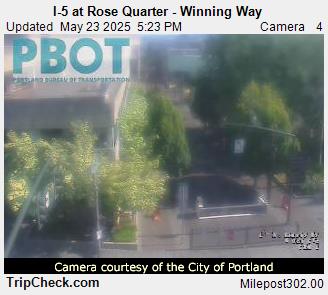 I-5 at Rose Quarter - Winning Way
Updated May 23 2025 5:23 PM Camera 4
PBOT
PORTLAND BUREAU OF TRANSPORTATION
Camera courtesy of the City of Portland
TripCheck.com Milepost302.00